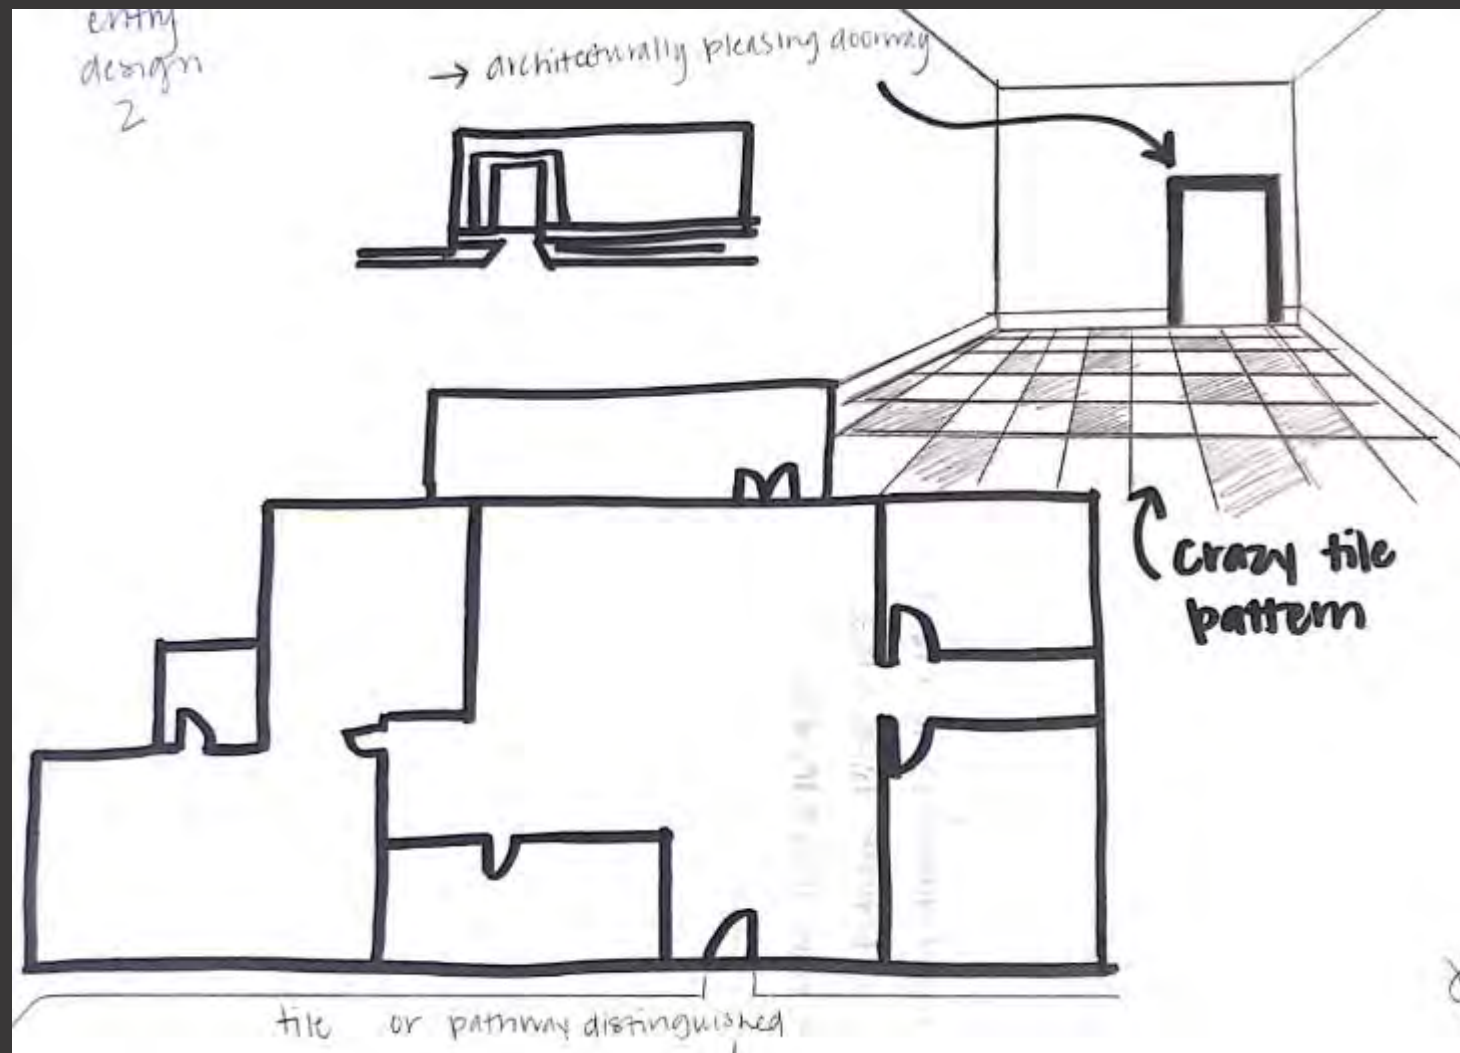 entry
design
2
→ architecturally pleasing doorway
crazy tile
pattern
tile or pathway distinguished